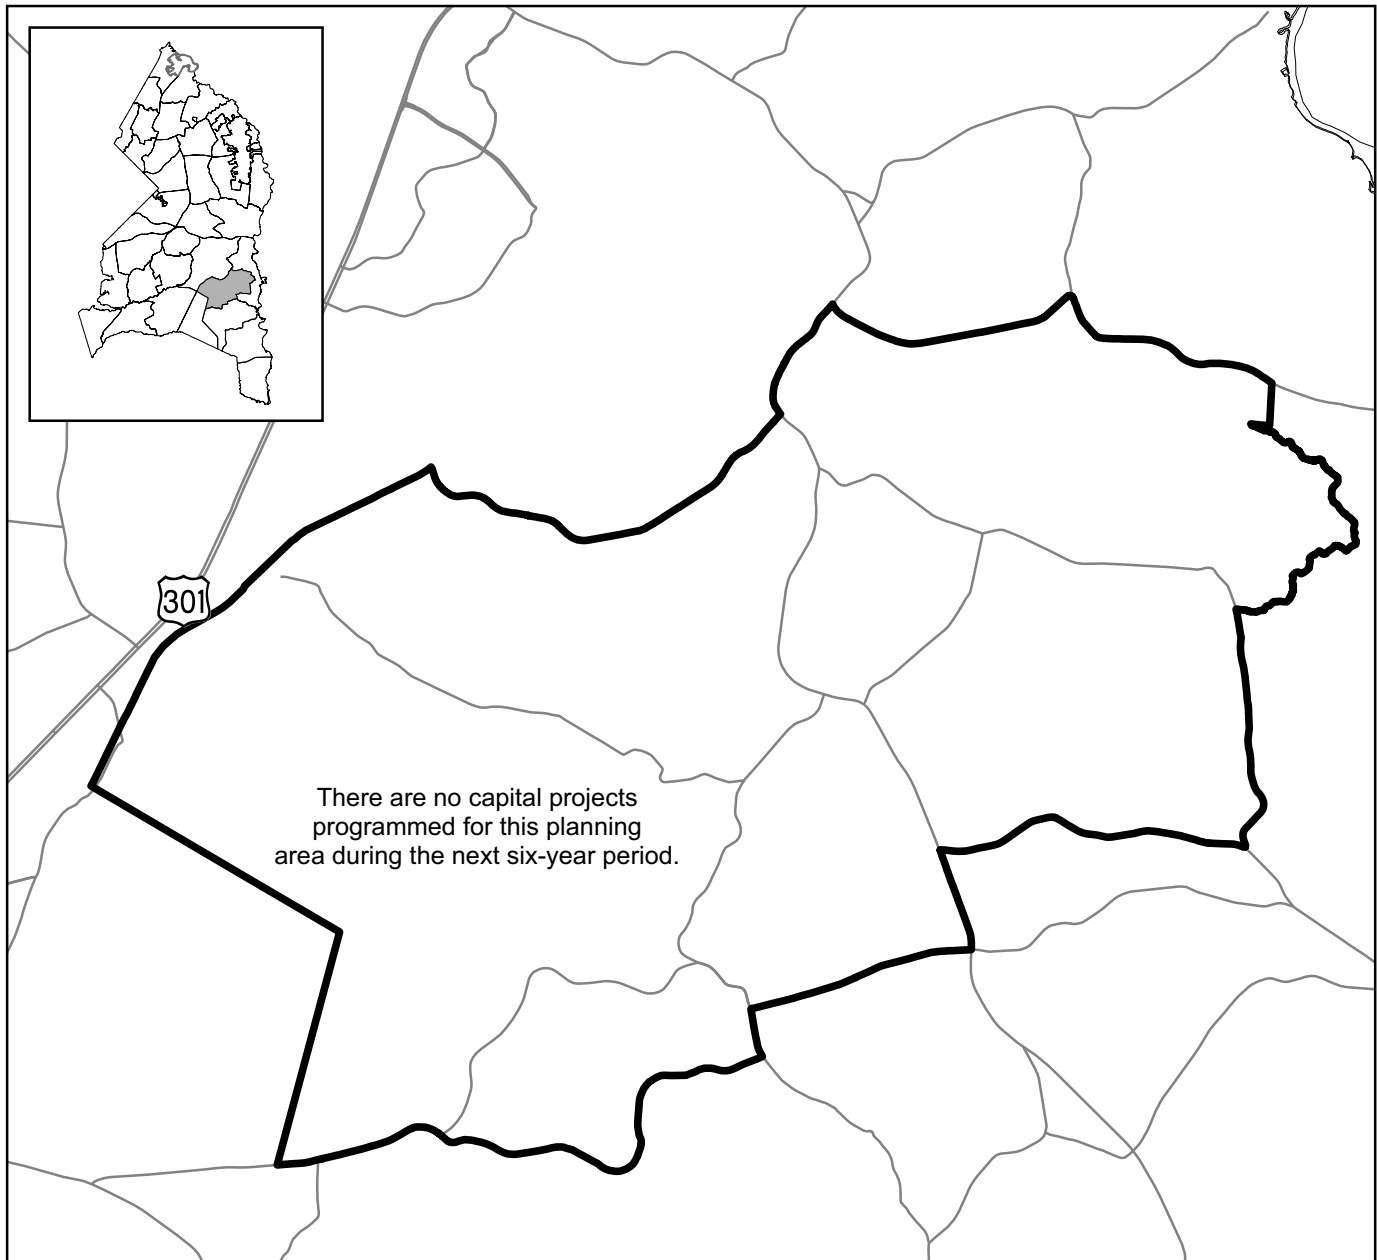 301
There are no capital projects
programmed for this planning
area during the next six-year period.